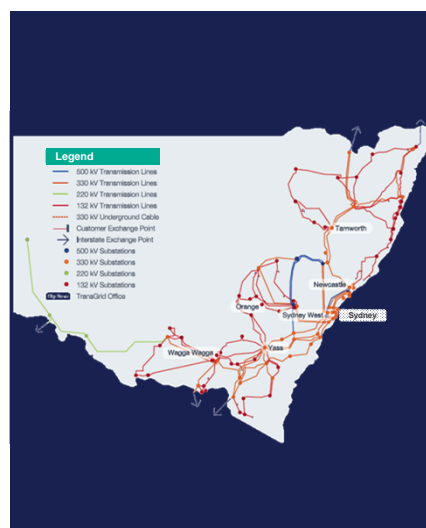 Legend
500 kV Transmission Lines
330 kV Transmission Lines
220 kV Transmission Lines
132 kV Transmission Lines
330 kV Underground Cable
Customer Exchange Point
Interstate Exchange Point
500 kV Substations
330 kV Substations
220 kV Substations
132 kV Substations
TransGrid Office
Tamworth
Newcastle
Orange
Sydney West
Sydney
Yass
Wagga Wagga